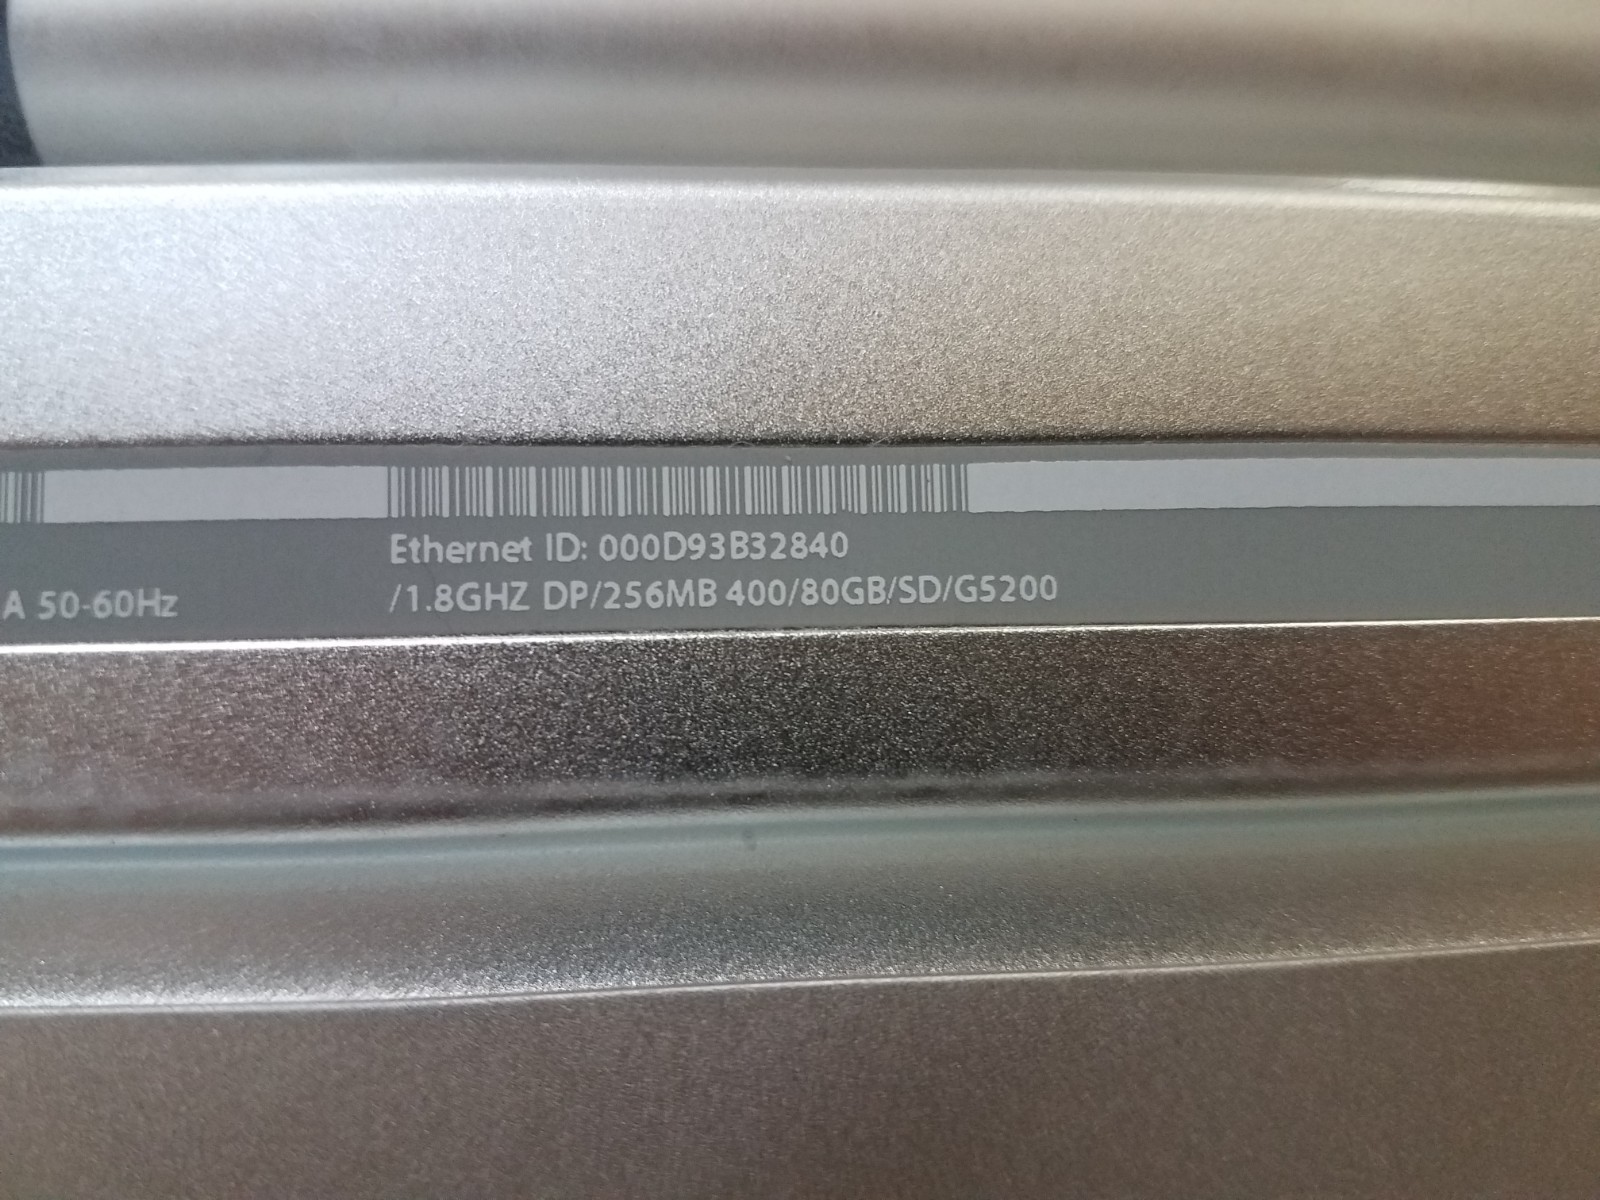 Ethernet ID: 000D93B32840
A 50-60Hz
/1.8GHZ DP/256MB 400/80GB/SD/G5200